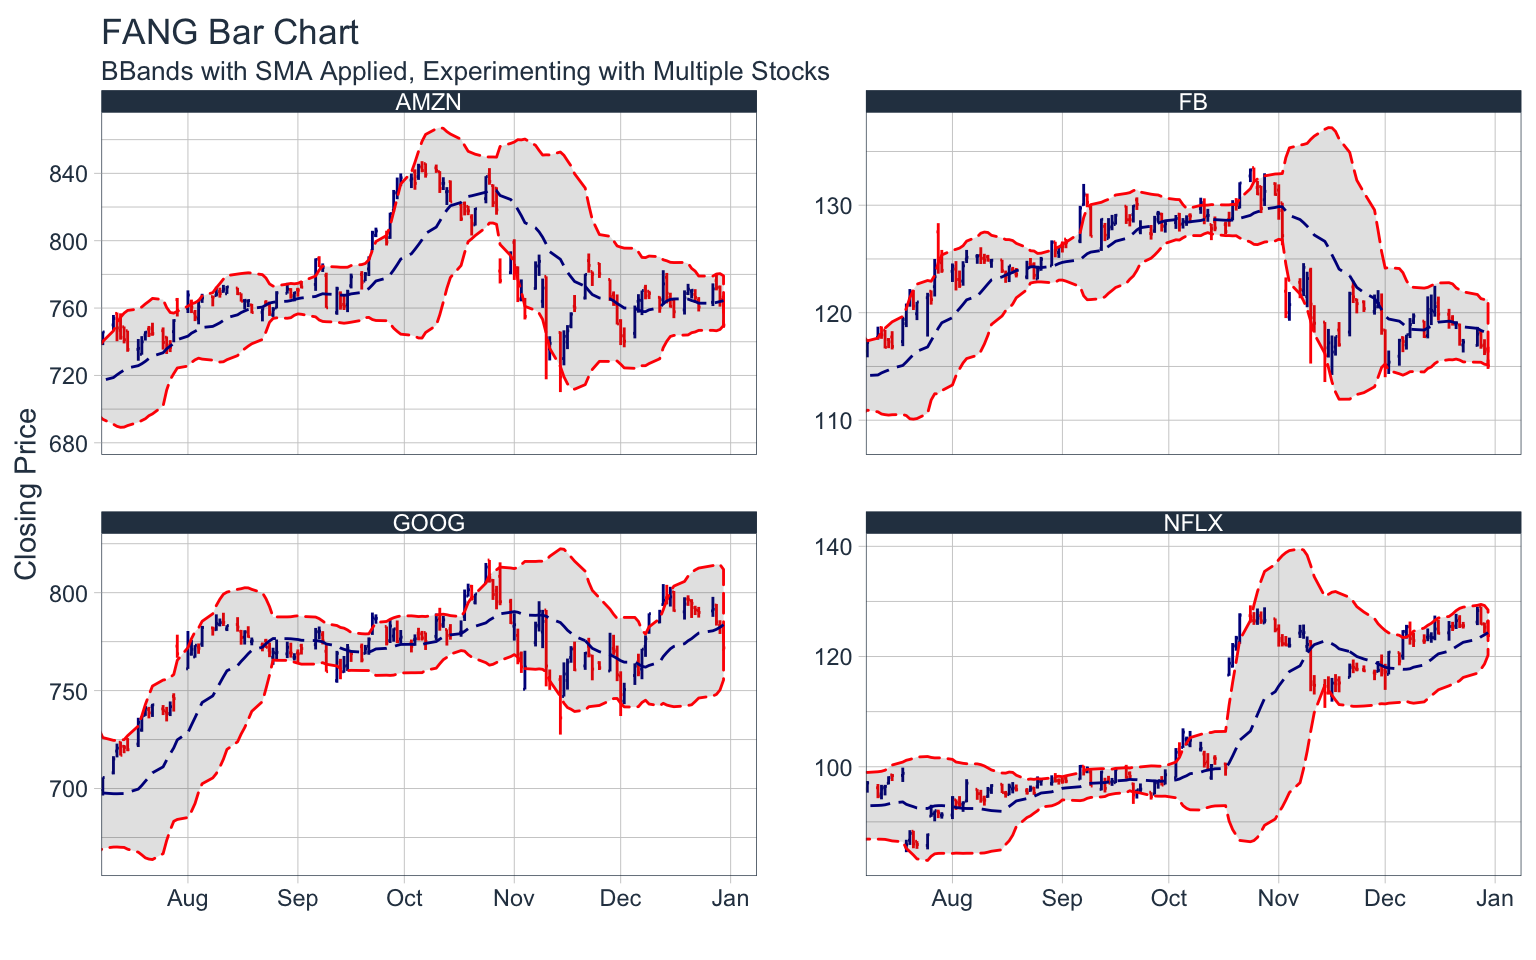 FANG Bar Chart
BBands with SMA Applied, Experimenting with Multiple Stocks
AMZN
FB
840
800
760
720
680
130
120
110
Closing Price
GOOG
NFLX
800
750
700
140
120
100
Aug Sep Oct Nov Dec Jan
Aug Sep Oct Nov Dec Jan